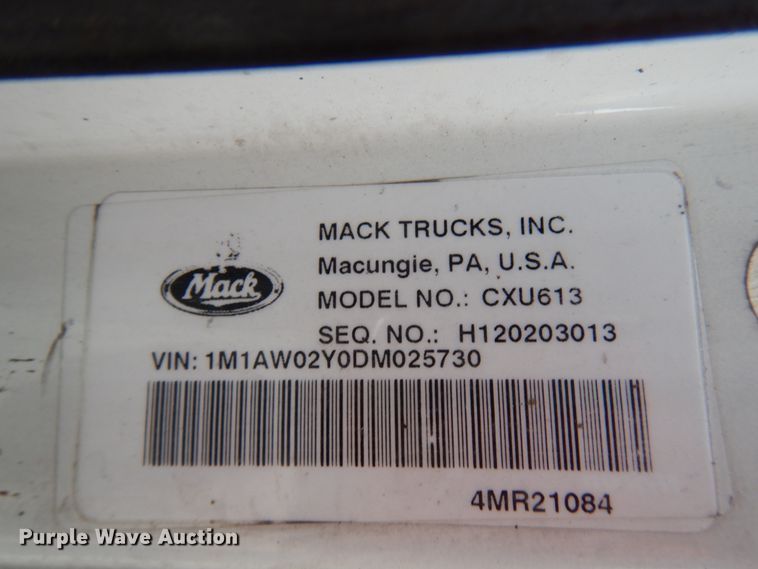 MACK TRUCKS, INC.
Macungie, PA, U.S.A.
Mack
MODEL NO.: CXU613
SEQ. NO.: H120203013
VIN: 1M1AW02Y0DM025730
4MR21084
Purple Wave Auction